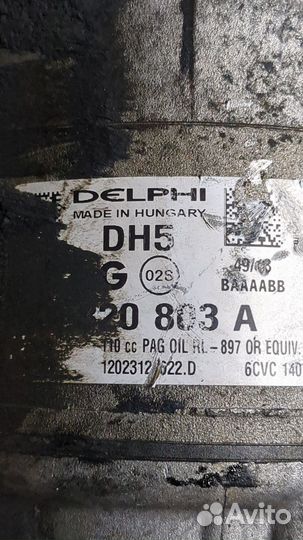 DELPHI
MADE IN HUNGARY
DH5
G 02S
BAAAABB
803 A
110 cc PAG OIL RL-897 OR EQUIV.
6CVC 140
Avito